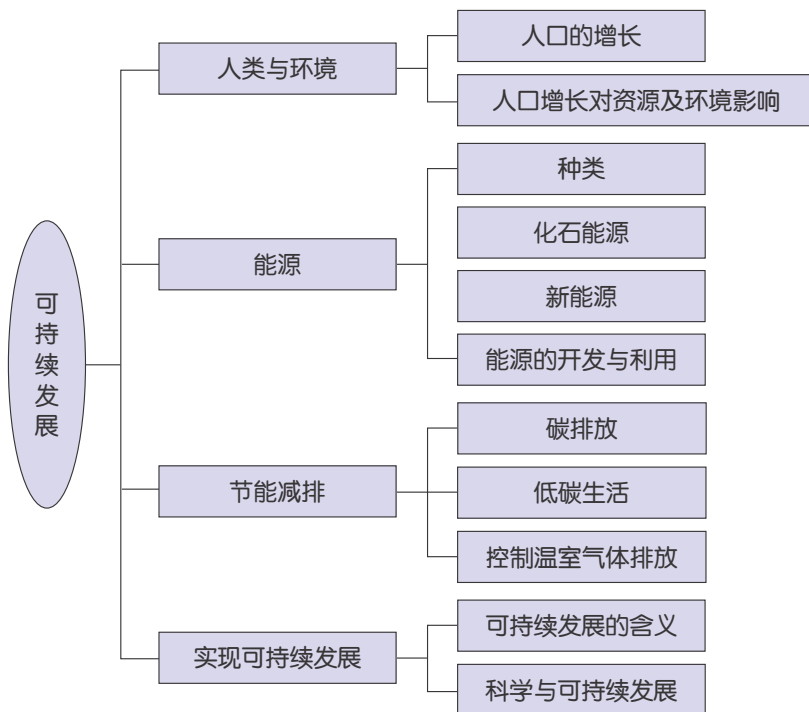 可持续发展
人类与环境
人口的增长
人口增长对资源及环境影响
能源
种类
化石能源
新能源
能源的开发与利用
节能减排
碳排放
低碳生活
控制温室气体排放
实现可持续发展
可持续发展的含义
科学与可持续发展